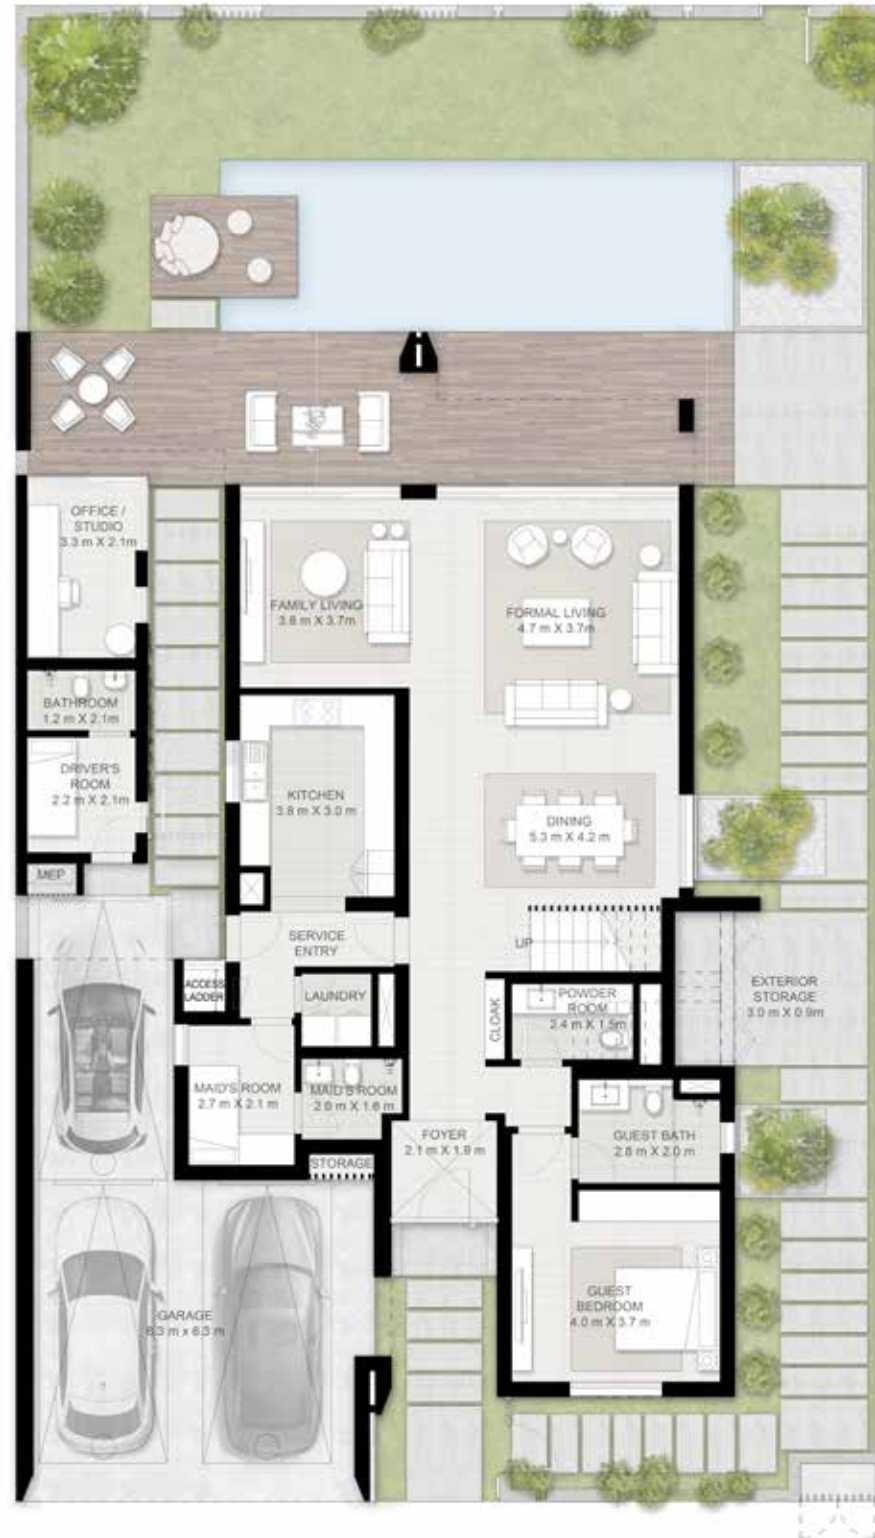 OFFICE /
STUDIO
3.3 m X 2.1m
FAMILY LIVING
3.8 m X 3.7m
FORMAL LIVING
4.7 m X 3.7m
BATHROOM
1.2 m X 2.1m
DRIVER'S
ROOM
2.2 m X 2.1m
KITCHEN
3.8 m X 3.0 m
DINING
5.3 m X 4.2 m
MEP
SERVICE
ENTRY
UP
ACCESS
LADDER
LAUNDRY
CLOAK
POWDER
ROOM
2.4 m X 1.5m
EXTERIOR
STORAGE
3.0 m X 0.9m
MAID'S ROOM
2.7 m X 2.1 m
MAID'S ROOM
2.0 m X 1.6 m
FOYER
2.1 m X 1.9 m
GUEST BATH
2.8 m X 2.0 m
STORAGE
GUEST
BEDROOM
4.0 m X 3.7 m
GARAGE
6.3 m x 6.3 m